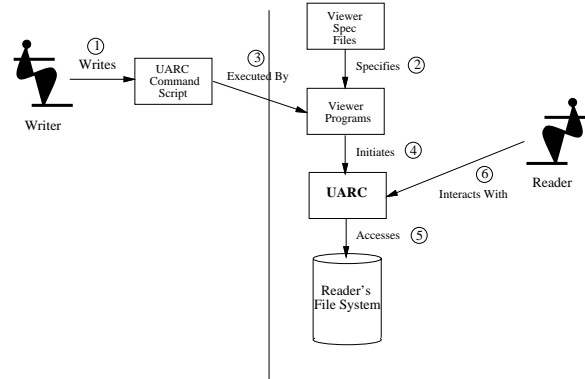 1
Writes
Writer
UARC
Command
Script
3
Executed By
Viewer
Spec
Files
Specifies 2
Viewer
Programs
Initiates 4
UARC
6
Interacts With
Reader
Accesses 5
Reader's
File System